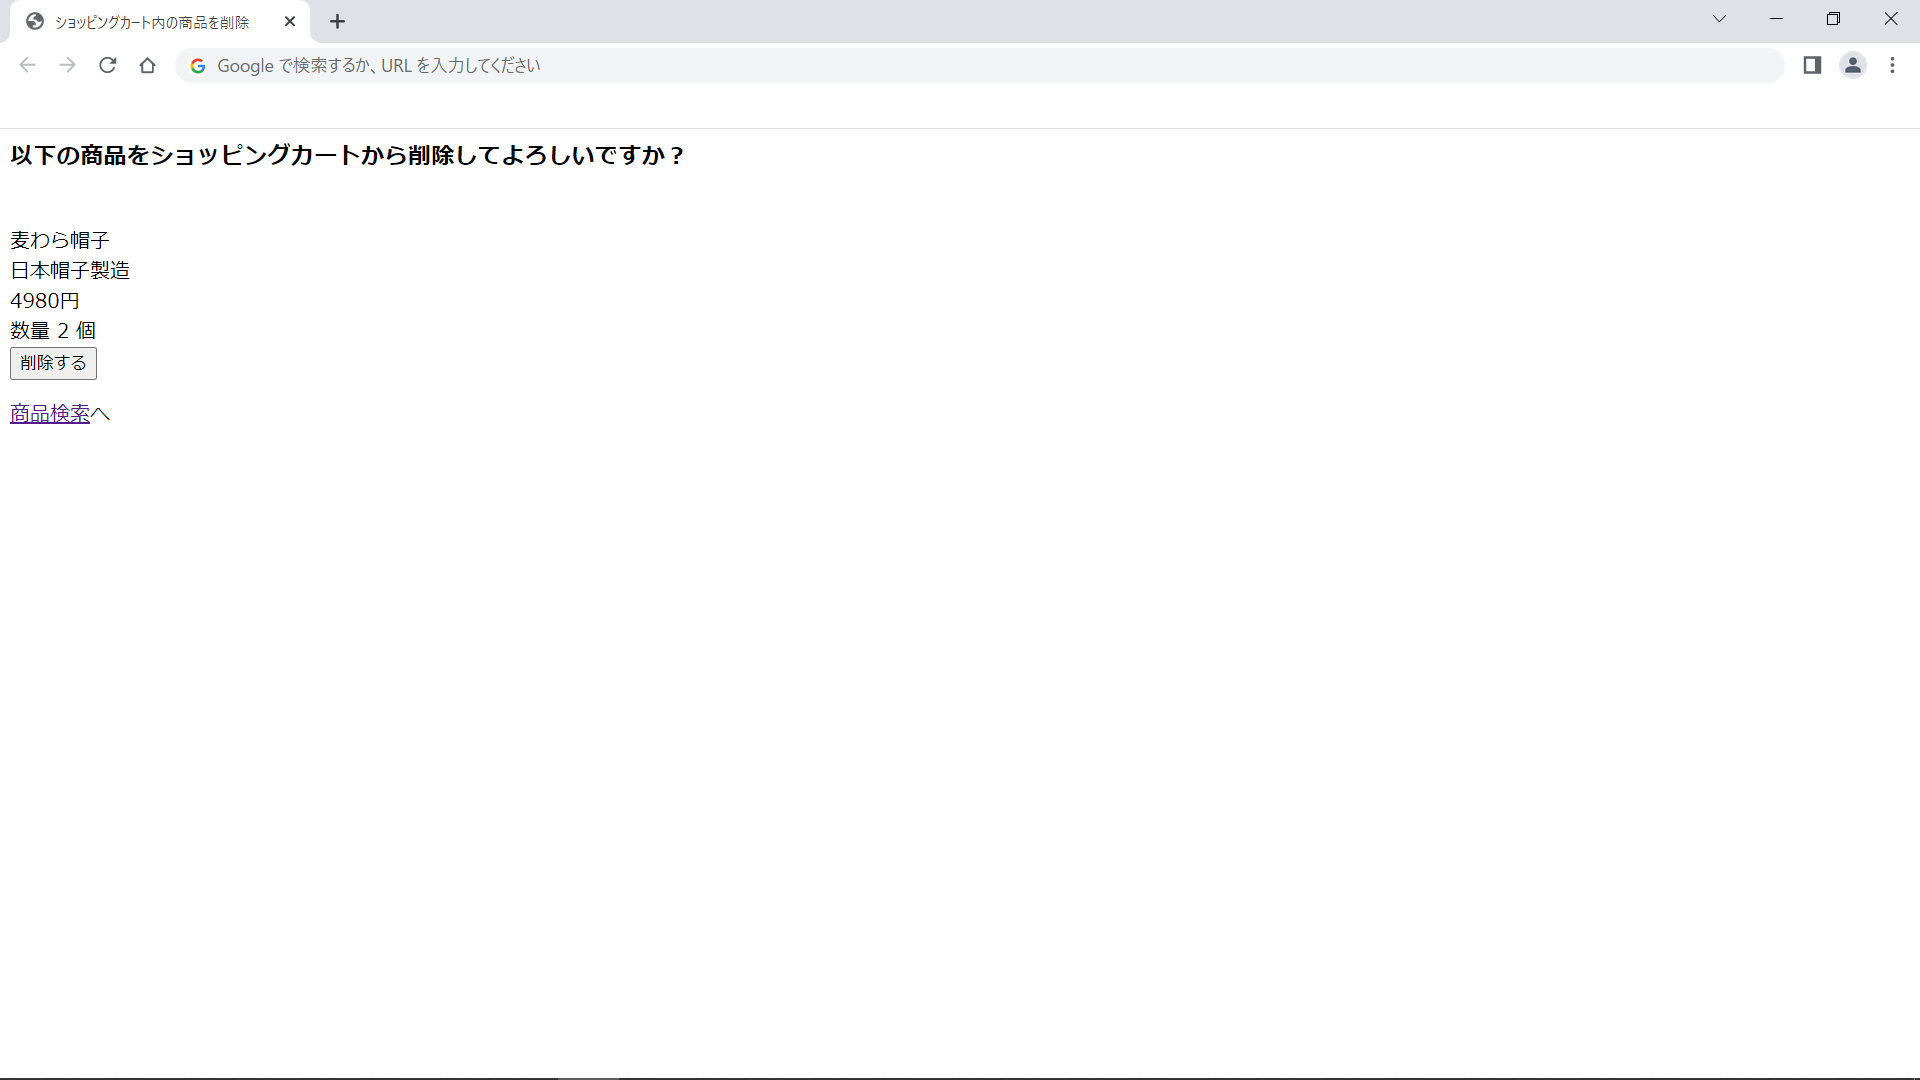 ショッピングカート内の商品を削除
Google で検索するか、URL を入力してください
以下の商品をショッピングカートから削除してよろしいですか？
麦わら帽子
日本帽子製造
4980円
数量 2 個
削除する
商品検索へ